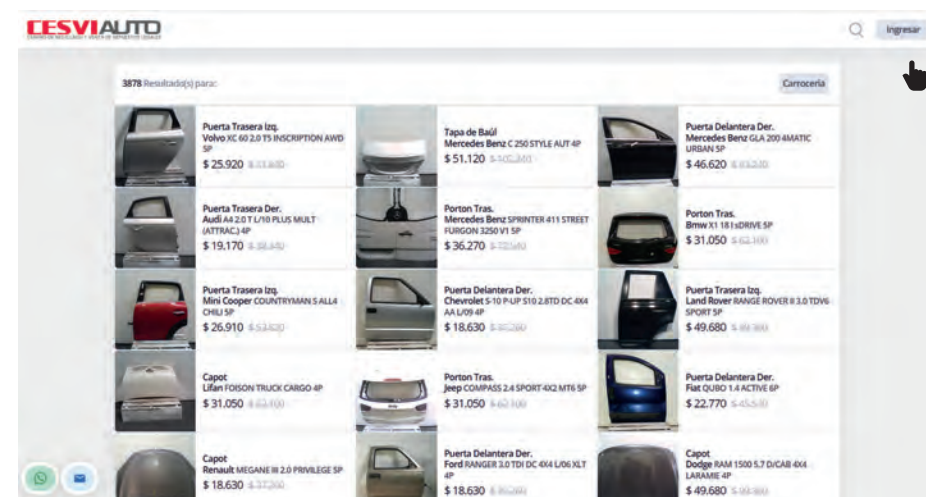 CESVIAUTO
Ingresar
3878 Resultado(s) para:
Carrocería
Puerta Trasera Izq.
Volvo XC 60 2.0 T5 INSCRIPTION AWD
5P
$ 25.920
Tapa de Baúl
Mercedes Benz C 250 STYLE AUT 4P
$ 51.120
Puerta Delantera Der.
Mercedes Benz GLA 200 4MATIC
URBAN 5P
$ 46.620
Puerta Trasera Der.
Audi A4 2.0 T L/10 PLUS MULT
(ATTRAC.) 4P
$ 19.170
Porton Tras.
Mercedes Benz SPRINTER 411 STREET
FURGON 3250 V1 5P
$ 36.270
Porton Tras.
Bmw X1 18 I sDRIVE 5P
$ 31.050 $ 62.100
Puerta Trasera Izq.
Mini Cooper COUNTRYMAN S ALL4
CHILI 5P
$ 26.910
Puerta Delantera Der.
Chevrolet S-10 P-UP S10 2.8TD DC 4X4
AA L/09 4P
$ 18.630
Puerta Trasera Izq.
Land Rover RANGE ROVER II 3.0 TDV6
SPORT 5P
$ 49.680
Capot
Lifan FOISON TRUCK CARGO 4P
$ 31.050 $ 62.100
Porton Tras.
Jeep COMPASS 2.4 SPORT 4X2 MT6 5P
$ 31.050 $ 62.100
Puerta Delantera Der.
Fiat QUBO 1.4 ACTIVE 6P
$ 22.770
Capot
Renault MEGANE III 2.0 PRIVILEGE 5P
$ 18.630
Puerta Delantera Der.
Ford RANGER 3.0 TDI DC 4X4 L/06 XLT
4P
$ 18.630
Capot
Dodge RAM 1500 5.7 D/CAB 4X4
LARAMIE 4P
$ 49.680